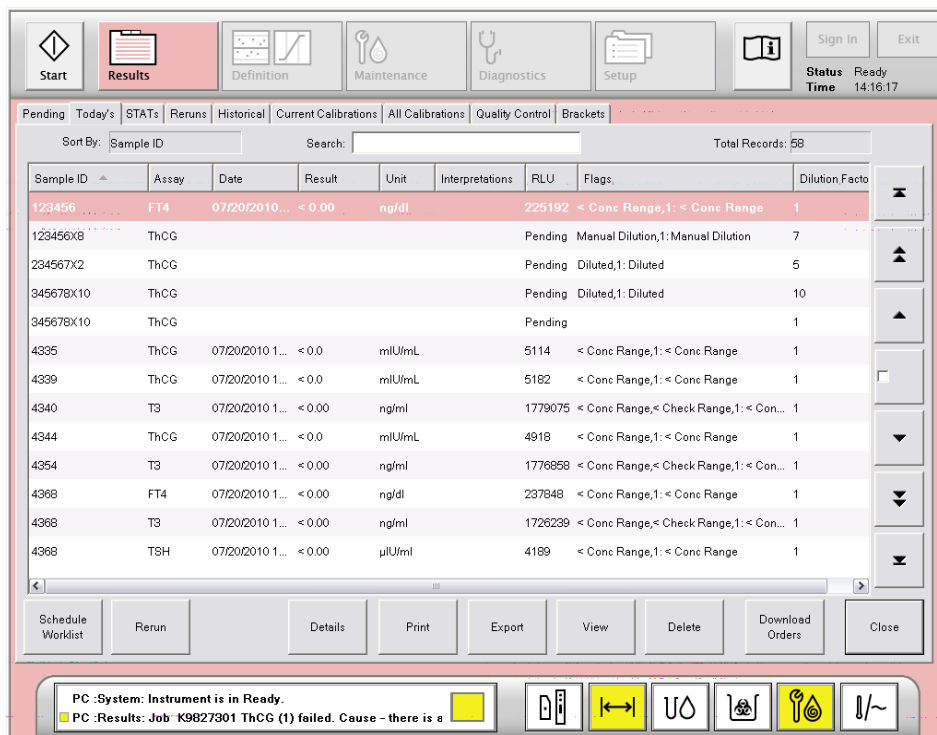 Start
Results
Definition
Maintenance
Diagnostics
Setup
Sign In
Exit
Status Ready
Time 14:16:17
Pending Today's STATs Reruns Historical Current Calibrations All Calibrations Quality Control Brackets
Sort By: Sample ID Search: Total Records: 58
Sample ID Assay Date Result Unit Interpretations RLU Flags, Dilution,Facto
123456 FT4 07/20/2010... < 0.00 ng/dl 225192 < Conc Range,1: < Conc Range 1
123456X8 ThCG Pending Manual Dilution,1: Manual Dilution 7
234567X2 ThCG Pending Diluted,1: Diluted 5
345678X10 ThCG Pending Diluted,1: Diluted 10
345678X10 ThCG Pending 1
4335 ThCG 07/20/2010 1... < 0.0 mIU/mL 5114 < Conc Range,1: < Conc Range 1
4339 ThCG 07/20/2010 1... < 0.0 mIU/mL 5182 < Conc Range,1: < Conc Range 1
4340 T3 07/20/2010 1... < 0.00 ng/ml 1779075 < Conc Range,< Check Range,1: < Con... 1
4344 ThCG 07/20/2010 1... < 0.0 mIU/mL 4918 < Conc Range,1: < Conc Range 1
4354 T3 07/20/2010 1... < 0.00 ng/ml 1776858 < Conc Range,< Check Range,1: < Con... 1
4368 FT4 07/20/2010 1... < 0.00 ng/dl 237848 < Conc Range,1: < Conc Range 1
4368 T3 07/20/2010 1... < 0.00 ng/ml 1726239 < Conc Range,< Check Range,1: < Con... 1
4368 TSH 07/20/2010 1... < 0.00 µIU/ml 4189 < Conc Range,1: < Conc Range 1
Schedule
Worklist
Rerun
Details
Print
Export
View
Delete
Download
Orders
Close
PC :System: Instrument is in Ready.
PC :Results: Job K9827301 ThCG (1) failed. Cause - there is a